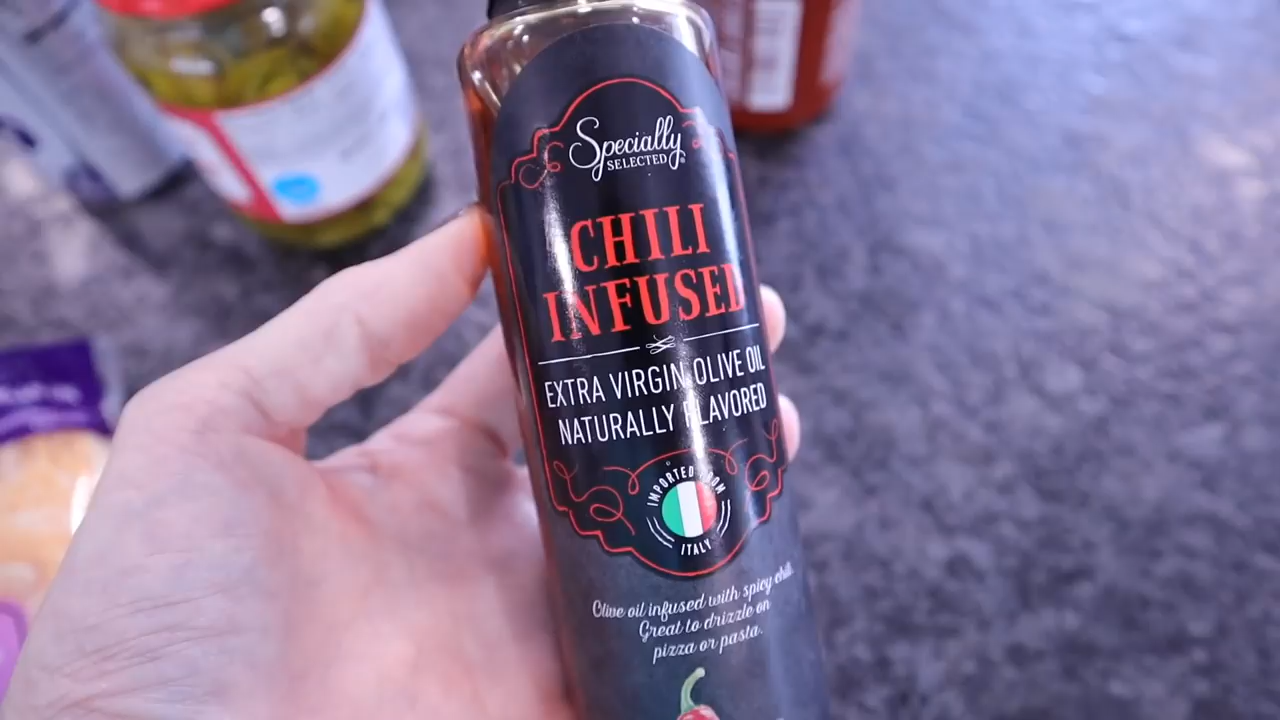 Specially
SELECTED
CHILI
INFUSED
EXTRA VIRGIN OLIVE OIL
NATURALLY FLAVORED
IMPORTED FROM
ITALY
Olive oil infused with spicy chili.
Great to drizzle on
pizza or pasta.